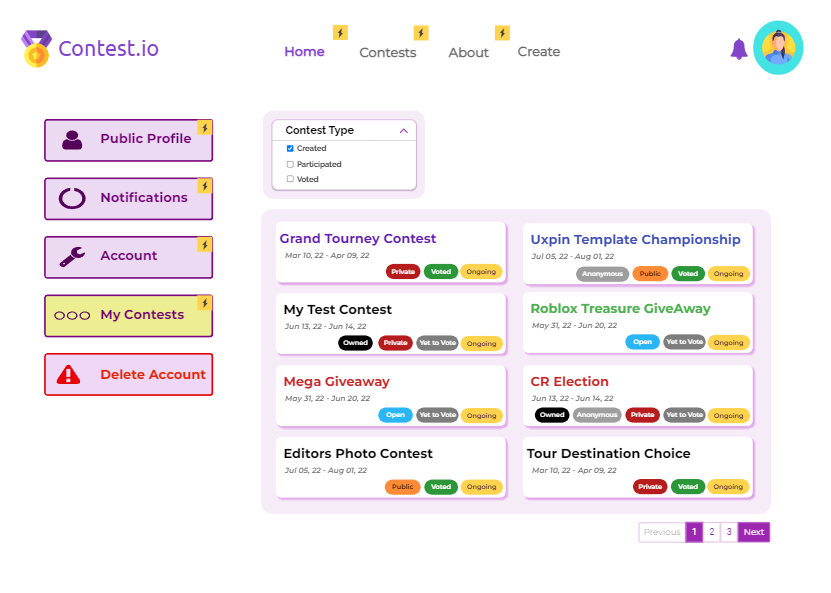 Contest.io
Home Contests About Create
Public Profile
Notifications
Account
My Contests
Delete Account
Contest Type
Created
Participated
Voted
Grand Tourney Contest
Mar 10, 22 - Apr 09, 22
Private Voted Ongoing
Uxpin Template Championship
Jul 05, 22 - Aug 01, 22
Anonymous Public Voted Ongoing
My Test Contest
Jun 13, 22 - Jun 14, 22
Owned Private Yet to Vote Ongoing
Roblox Treasure GiveAway
May 31, 22 - Jun 20, 22
Open Yet to Vote Ongoing
Mega Giveaway
May 31, 22 - Jun 20, 22
Open Yet to Vote Ongoing
CR Election
Jun 13, 22 - Jun 14, 22
Owned Anonymous Private Yet to Vote Ongoing
Editors Photo Contest
Jul 05, 22 - Aug 01, 22
Public Voted Ongoing
Tour Destination Choice
Mar 10, 22 - Apr 09, 22
Private Voted Ongoing
Previous 1 2 3 Next